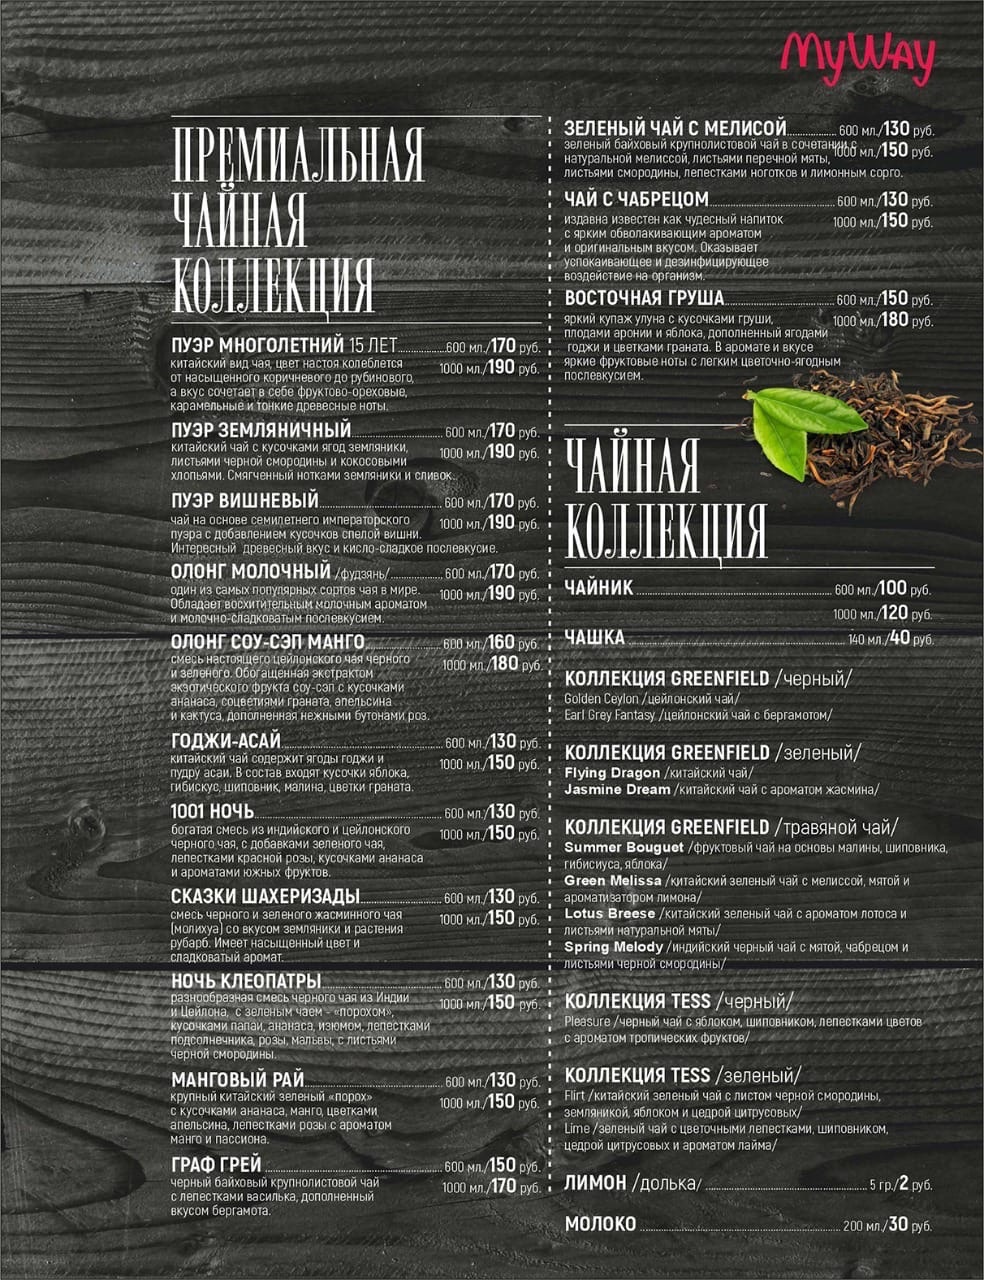 MyWay
ПРЕМИАЛЬНАЯ
ЧАЙНАЯ
КОЛЛЕКЦИЯ
ПУЭР МНОГОЛЕТНИЙ 15 ЛЕТ 600 мл./170 руб.
китайский вид чая, цвет настоя колеблется 1000 мл./190 руб.
от насыщенного коричневого до рубинового,
а вкус сочетает в себе фруктово-ореховые,
карамельные и тонкие древесные ноты.
ПУЭР ЗЕМЛЯНИЧНЫЙ 600 мл./170 руб.
китайский чай с кусочками ягод земляники, 1000 мл./190 руб.
листьями черной смородины и кокосовыми
хлопьями. Смягченный нотками земляники и сливок.
ПУЭР ВИШНЕВЫЙ 600 мл./170 руб.
чай на основе семилетнего императорского 1000 мл./190 руб.
пуэра с добавлением кусочков спелой вишни.
Интересный древесный вкус и кисло-сладкое послевкусие.
ОЛОНГ МОЛОЧНЫЙ /фудзянь/ 600 мл./170 руб.
один из самых популярных сортов чая в мире. 1000 мл./190 руб.
Обладает восхитительным молочным ароматом
и молочно-сладковатым послевкусием.
ОЛОНГ СОУ-СЭП МАНГО 600 мл./160 руб.
смесь настоящего цейлонского чая черного 1000 мл./180 руб.
и зеленого. Обогащенная экстрактом
экзотического фрукта соу-сэп с кусочками
ананаса, соцветиями граната, апельсина
и кактуса, дополненная нежными бутонами роз.
ГОДЖИ-АСАЙ 600 мл./130 руб.
китайский чай содержит ягоды годжи и 1000 мл./150 руб.
пудру асаи. В состав входят кусочки яблока,
гибискус, шиповник, малина, цветки граната.
1001 НОЧЬ 600 мл./130 руб.
богатая смесь из индийского и цейлонского 1000 мл./150 руб.
черного чая, с добавками зеленого чая,
лепестками красной розы, кусочками ананаса
и ароматами южных фруктов.
СКАЗКИ ШАХЕРИЗАДЫ 600 мл./130 руб.
смесь черного и зеленого жасминного чая 1000 мл./150 руб.
(молихуа) со вкусом земляники и растения
рубарб. Имеет насыщенный цвет и
сладковатый аромат.
НОЧЬ КЛЕОПАТРЫ 600 мл./130 руб.
разнообразная смесь черного чая из Индии 1000 мл./150 руб.
и Цейлона, с зеленым чаем - «порохом»,
кусочками папаи, ананаса, изюмом, лепестками
подсолнечника, розы, мальвы, с листьями
черной смородины.
МАНГОВЫЙ РАЙ 600 мл./130 руб.
крупный китайский зеленый «порох» 1000 мл./150 руб.
с кусочками ананаса, манго, цветками
апельсина, лепестками розы с ароматом
манго и пассиона.
ГРАФ ГРЕЙ 600 мл./150 руб.
черный байховый крупнолистовой чай 1000 мл./170 руб.
с лепестками василька, дополненный
вкусом бергамота.
ЗЕЛЕНЫЙ ЧАЙ С МЕЛИСОЙ 600 мл./130 руб.
зеленый байховый крупнолистовой чай в сочетании с 1000 мл./150 руб.
натуральной мелиссой, листьями перечной мяты,
листьями смородины, лепестками ноготков и лимонным сорго.
ЧАЙ С ЧАБРЕЦОМ 600 мл./130 руб.
издавна известен как чудесный напиток 1000 мл./150 руб.
с ярким обволакивающим ароматом
и оригинальным вкусом. Оказывает
успокаивающее и дезинфицирующее
воздействие на организм.
ВОСТОЧНАЯ ГРУША 600 мл./150 руб.
яркий купаж улуна с кусочками груши, 1000 мл./180 руб.
плодами аронии и яблока, дополненный ягодами
годжи и цветками граната. В аромате и вкусе
яркие фруктовые ноты с легким цветочно-ягодным
послевкусием.
ЧАЙНАЯ
КОЛЛЕКЦИЯ
ЧАЙНИК 600 мл./100 руб.
1000 мл./120 руб.
ЧАШКА 140 мл./40 руб.
КОЛЛЕКЦИЯ GREENFIELD /черный/
Golden Ceylon /цейлонский чай/
Earl Grey Fantasy /цейлонский чай с бергамотом/
КОЛЛЕКЦИЯ GREENFIELD /зеленый/
Flying Dragon /китайский чай/
Jasmine Dream /китайский чай с ароматом жасмина/
КОЛЛЕКЦИЯ GREENFIELD /травяной чай/
Summer Bouguet /фруктовый чай на основы малины, шиповника,
гибисиуса, яблока/
Green Melissa /китайский зеленый чай с мелиссой, мятой и
ароматизатором лимона/
Lotus Breese /китайский зеленый чай с ароматом лотоса и
листьями натуральной мяты/
Spring Melody /индийский черный чай с мятой, чабрецом и
листьями черной смородины/
КОЛЛЕКЦИЯ TESS /черный/
Pleasure /черный чай с яблоком, шиповником, лепестками цветов
с ароматом тропических фруктов/
КОЛЛЕКЦИЯ TESS /зеленый/
Flirt /китайский зеленый чай с листом черной смородины,
земляникой, яблоком и цедрой цитрусовых/
Lime /зеленый чай с цветочными лепестками, шиповником,
цедрой цитрусовых и ароматом лайма/
ЛИМОН /долька/ 5 гр./2 руб.
МОЛОКО 200 мл./30 руб.